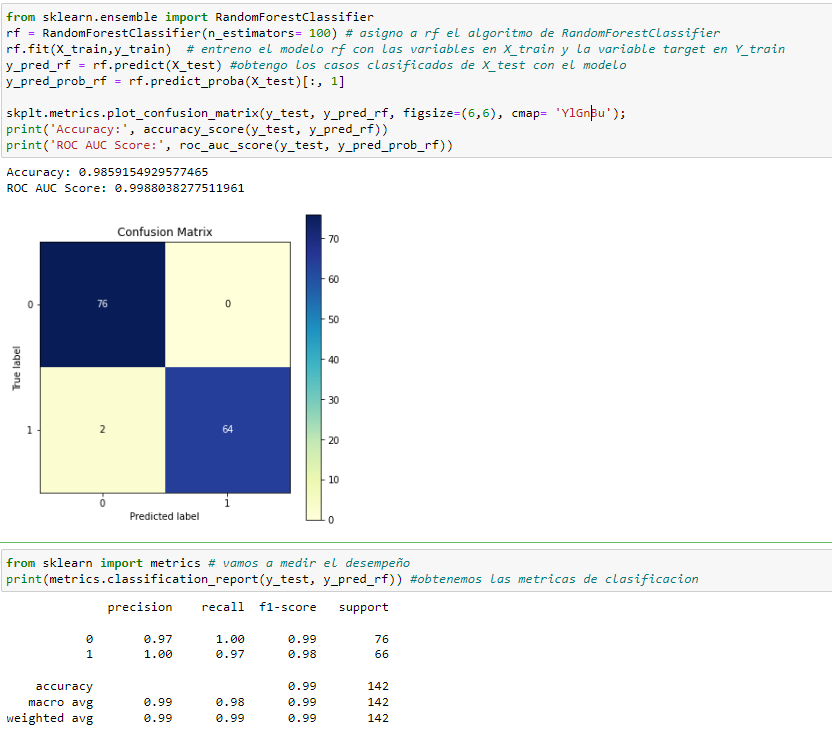 from sklearn.ensemble import RandomForestClassifier
rf = RandomForestClassifier(n_estimators= 100) # asigno a rf el algoritmo de RandomForestClassifier
rf.fit(X_train,y_train)  # entreno el modelo rf con las variables en X_train y la variable target en Y_train
y_pred_rf = rf.predict(X_test) #obtengo los casos clasificados de X_test con el modelo
y_pred_prob_rf = rf.predict_proba(X_test)[:, 1]
skplt.metrics.plot_confusion_matrix(y_test, y_pred_rf, figsize=(6,6), cmap= 'YlGnBu');
print('Accuracy:', accuracy_score(y_test, y_pred_rf))
print('ROC AUC Score:', roc_auc_score(y_test, y_pred_prob_rf))
Accuracy: 0.9859154929577465
ROC AUC Score: 0.9988038277511961
Confusion Matrix
70
60
50
40
30
20
10
0
True label
0
76
0
1
2
64
0
1
Predicted label
from sklearn import metrics # vamos a medir el desempeño
print(metrics.classification_report(y_test, y_pred_rf)) #obtenemos las metricas de clasificacion
precision recall f1-score support
0 0.97 1.00 0.99 76
1 1.00 0.97 0.98 66
accuracy 0.99 142
macro avg 0.99 0.98 0.99 142
weighted avg 0.99 0.99 0.99 142